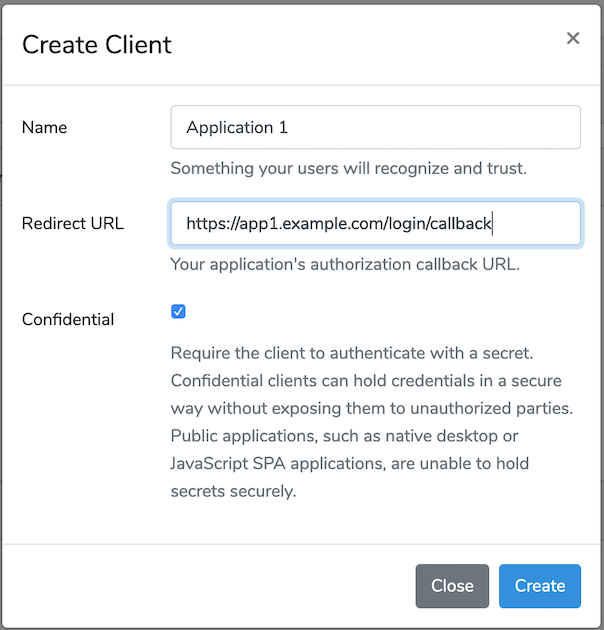 Create Client
×
Name
Application 1
Something your users will recognize and trust.
Redirect URL
https://app1.example.com/login/callback
Your application's authorization callback URL.
Confidential
Require the client to authenticate with a secret.
Confidential clients can hold credentials in a secure
way without exposing them to unauthorized parties.
Public applications, such as native desktop or
JavaScript SPA applications, are unable to hold
secrets securely.
Close
Create